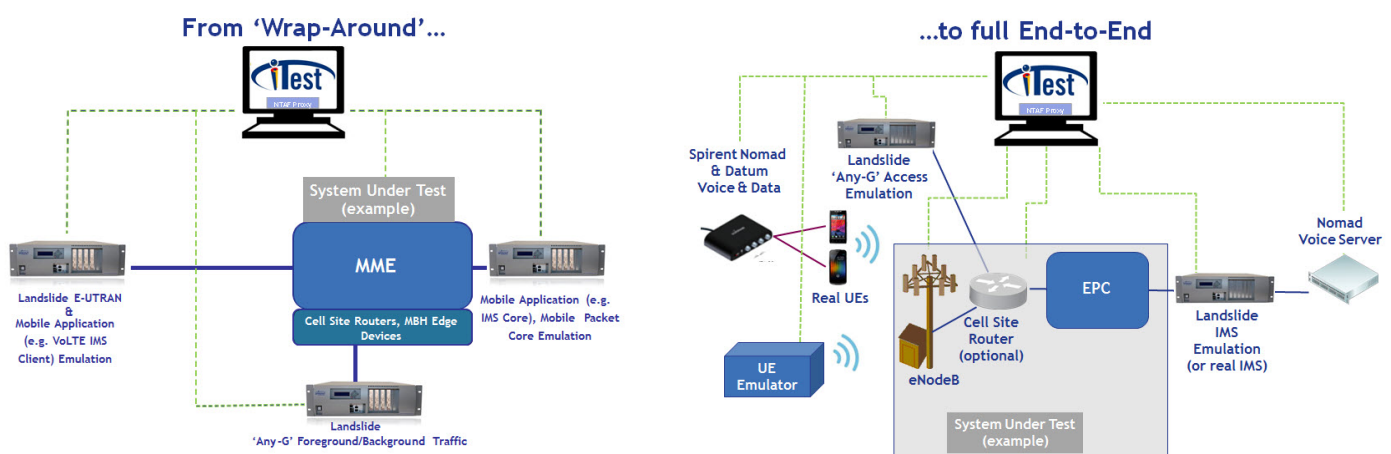 From ‘Wrap-Around’...
iTest
NTAF Proxy
System Under Test
(example)
MME
Cell Site Routers, MBH Edge
Devices
Landslide E-UTRAN
&
Mobile Application
(e.g. VoLTE IMS
Client) Emulation
Mobile Application (e.g.
IMS Core), Mobile Packet
Core Emulation
Landslide
‘Any-G’ Foreground/Background Traffic
...to full End-to-End
iTest
NTAF Proxy
Spirent Nomad
& Datum
Voice & Data
Landslide
‘Any-G’ Access
Emulation
Real UEs
UE
Emulator
eNodeB
Cell Site
Router
(optional)
EPC
System Under Test
(example)
Landslide
IMS
Emulation
(or real IMS)
Nomad
Voice Server